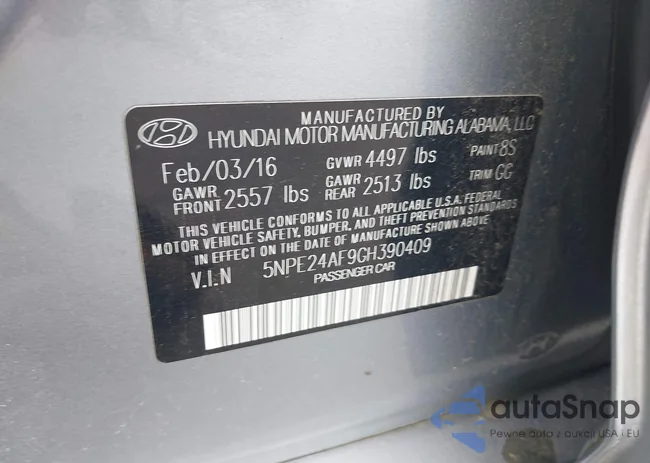 MANUFACTURED BY
HYUNDAI MOTOR MANUFACTURING ALABAMA, LLC
Feb/03/16 GVWR 4497 lbs PAINT 8S
GAWR FRONT 2557 lbs GAWR REAR 2513 lbs TRIM GG
THIS VEHICLE CONFORMS TO ALL APPLICABLE U.S.A. FEDERAL
MOTOR VEHICLE SAFETY, BUMPER, AND THEFT PREVENTION STANDARDS
IN EFFECT ON THE DATE OF MANUFACTURE SHOWN ABOVE
V.I.N 5NPE24AF9GH390409
PASSENGER CAR
autaSnap
Pewne auta z aukcji USA i EU